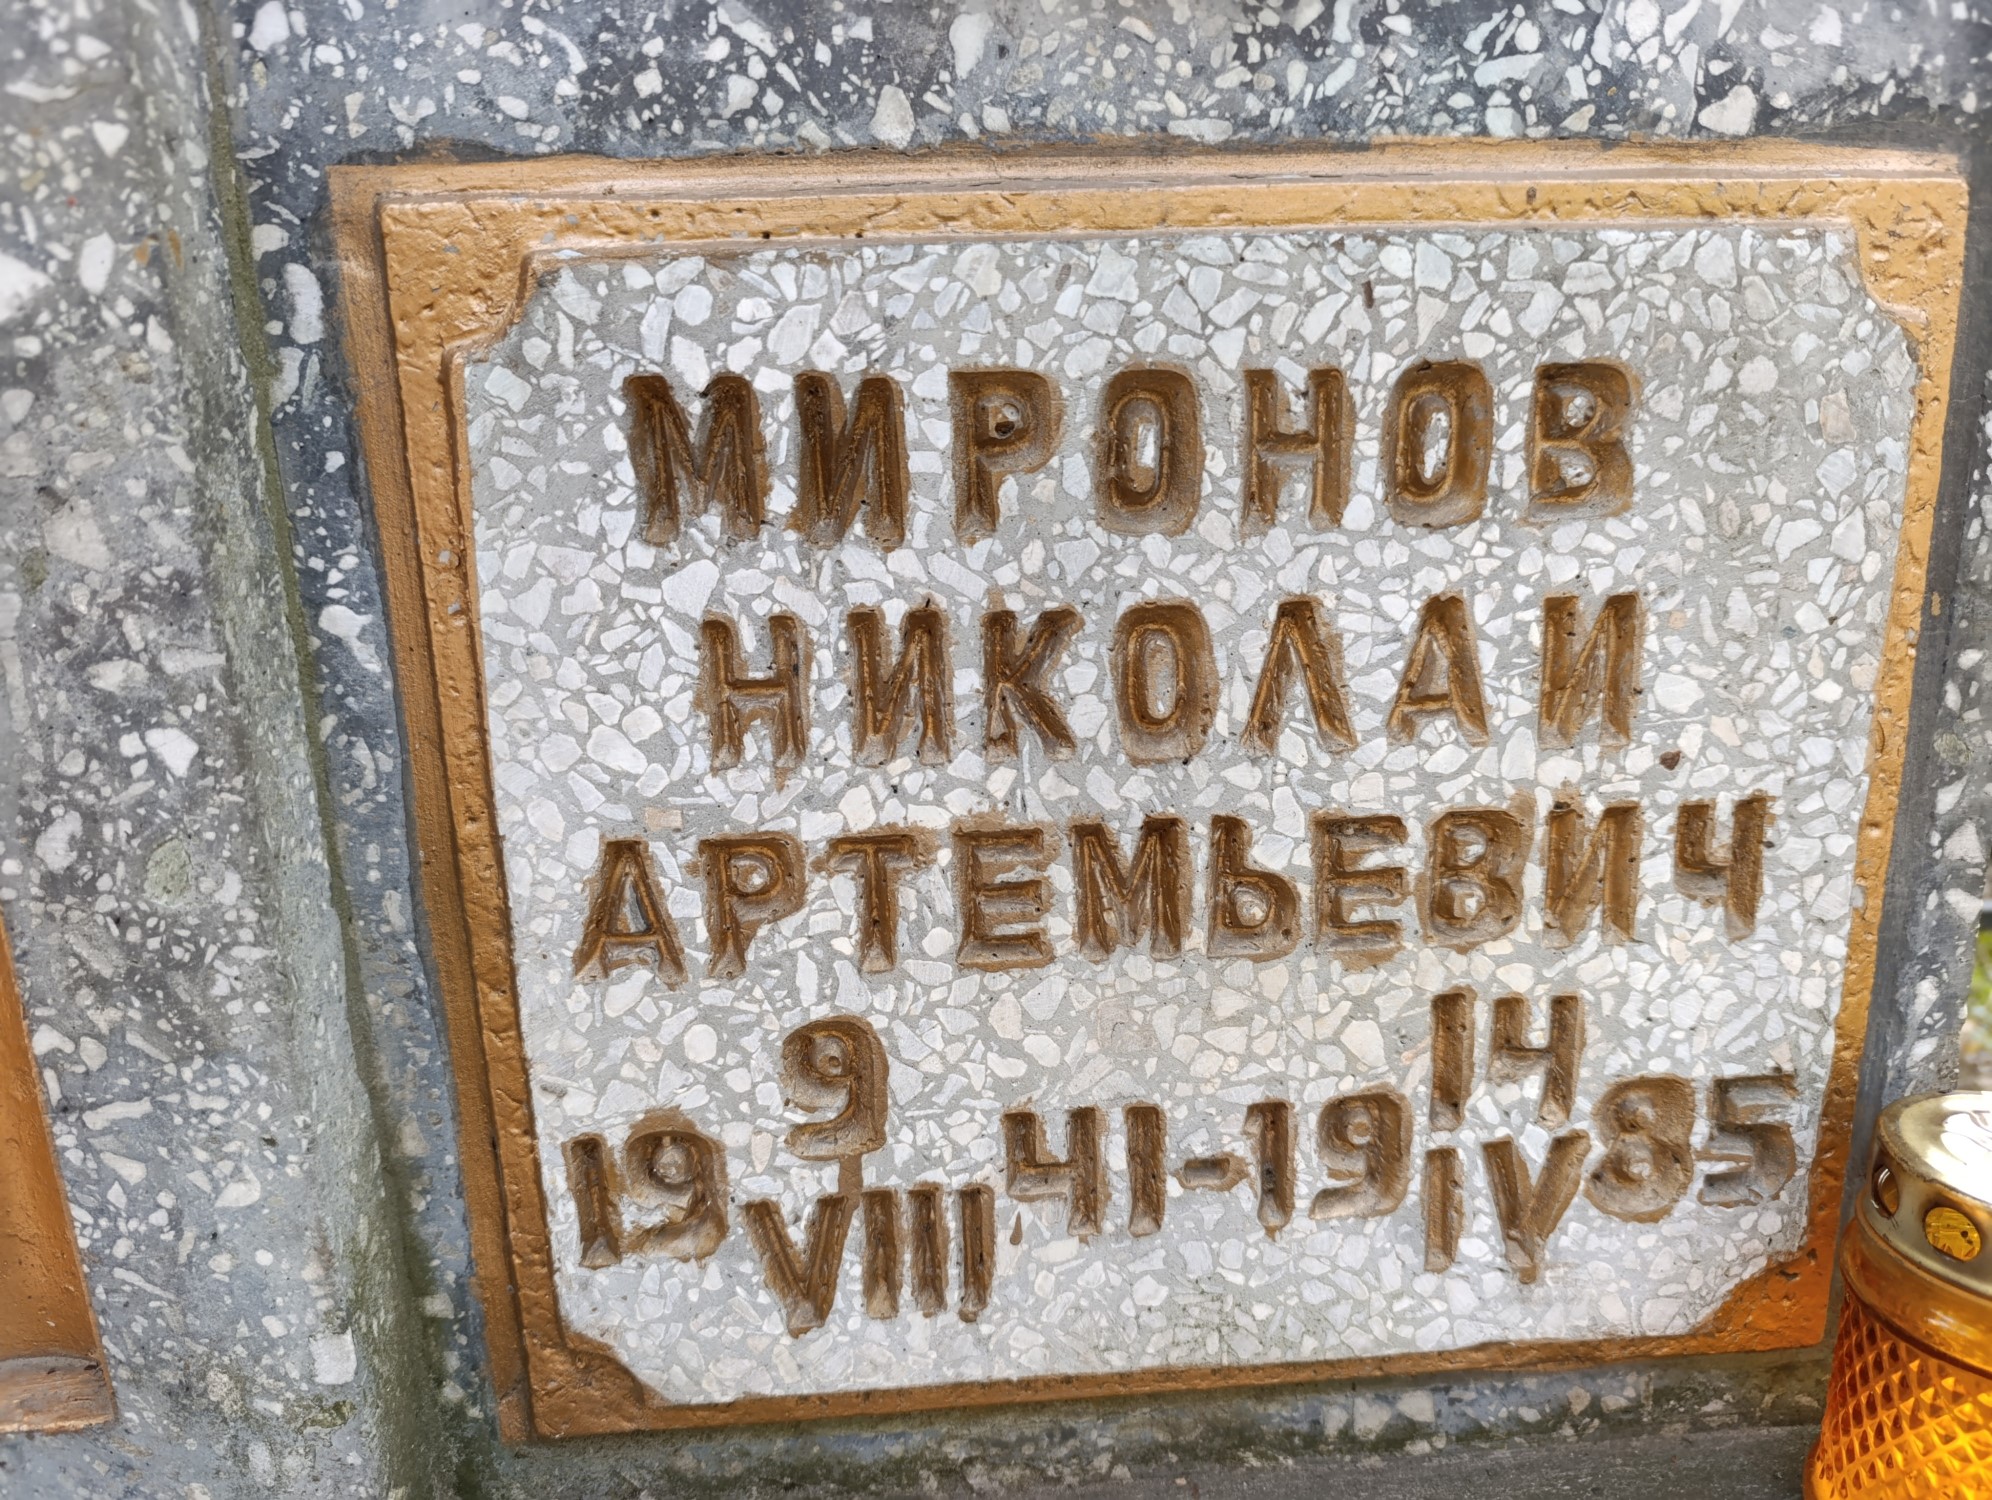 МИРОНОВ
НИКОЛАИ
АРТЕМЬЕВИЧ
19 9/VIII 41-19 14/IV 85